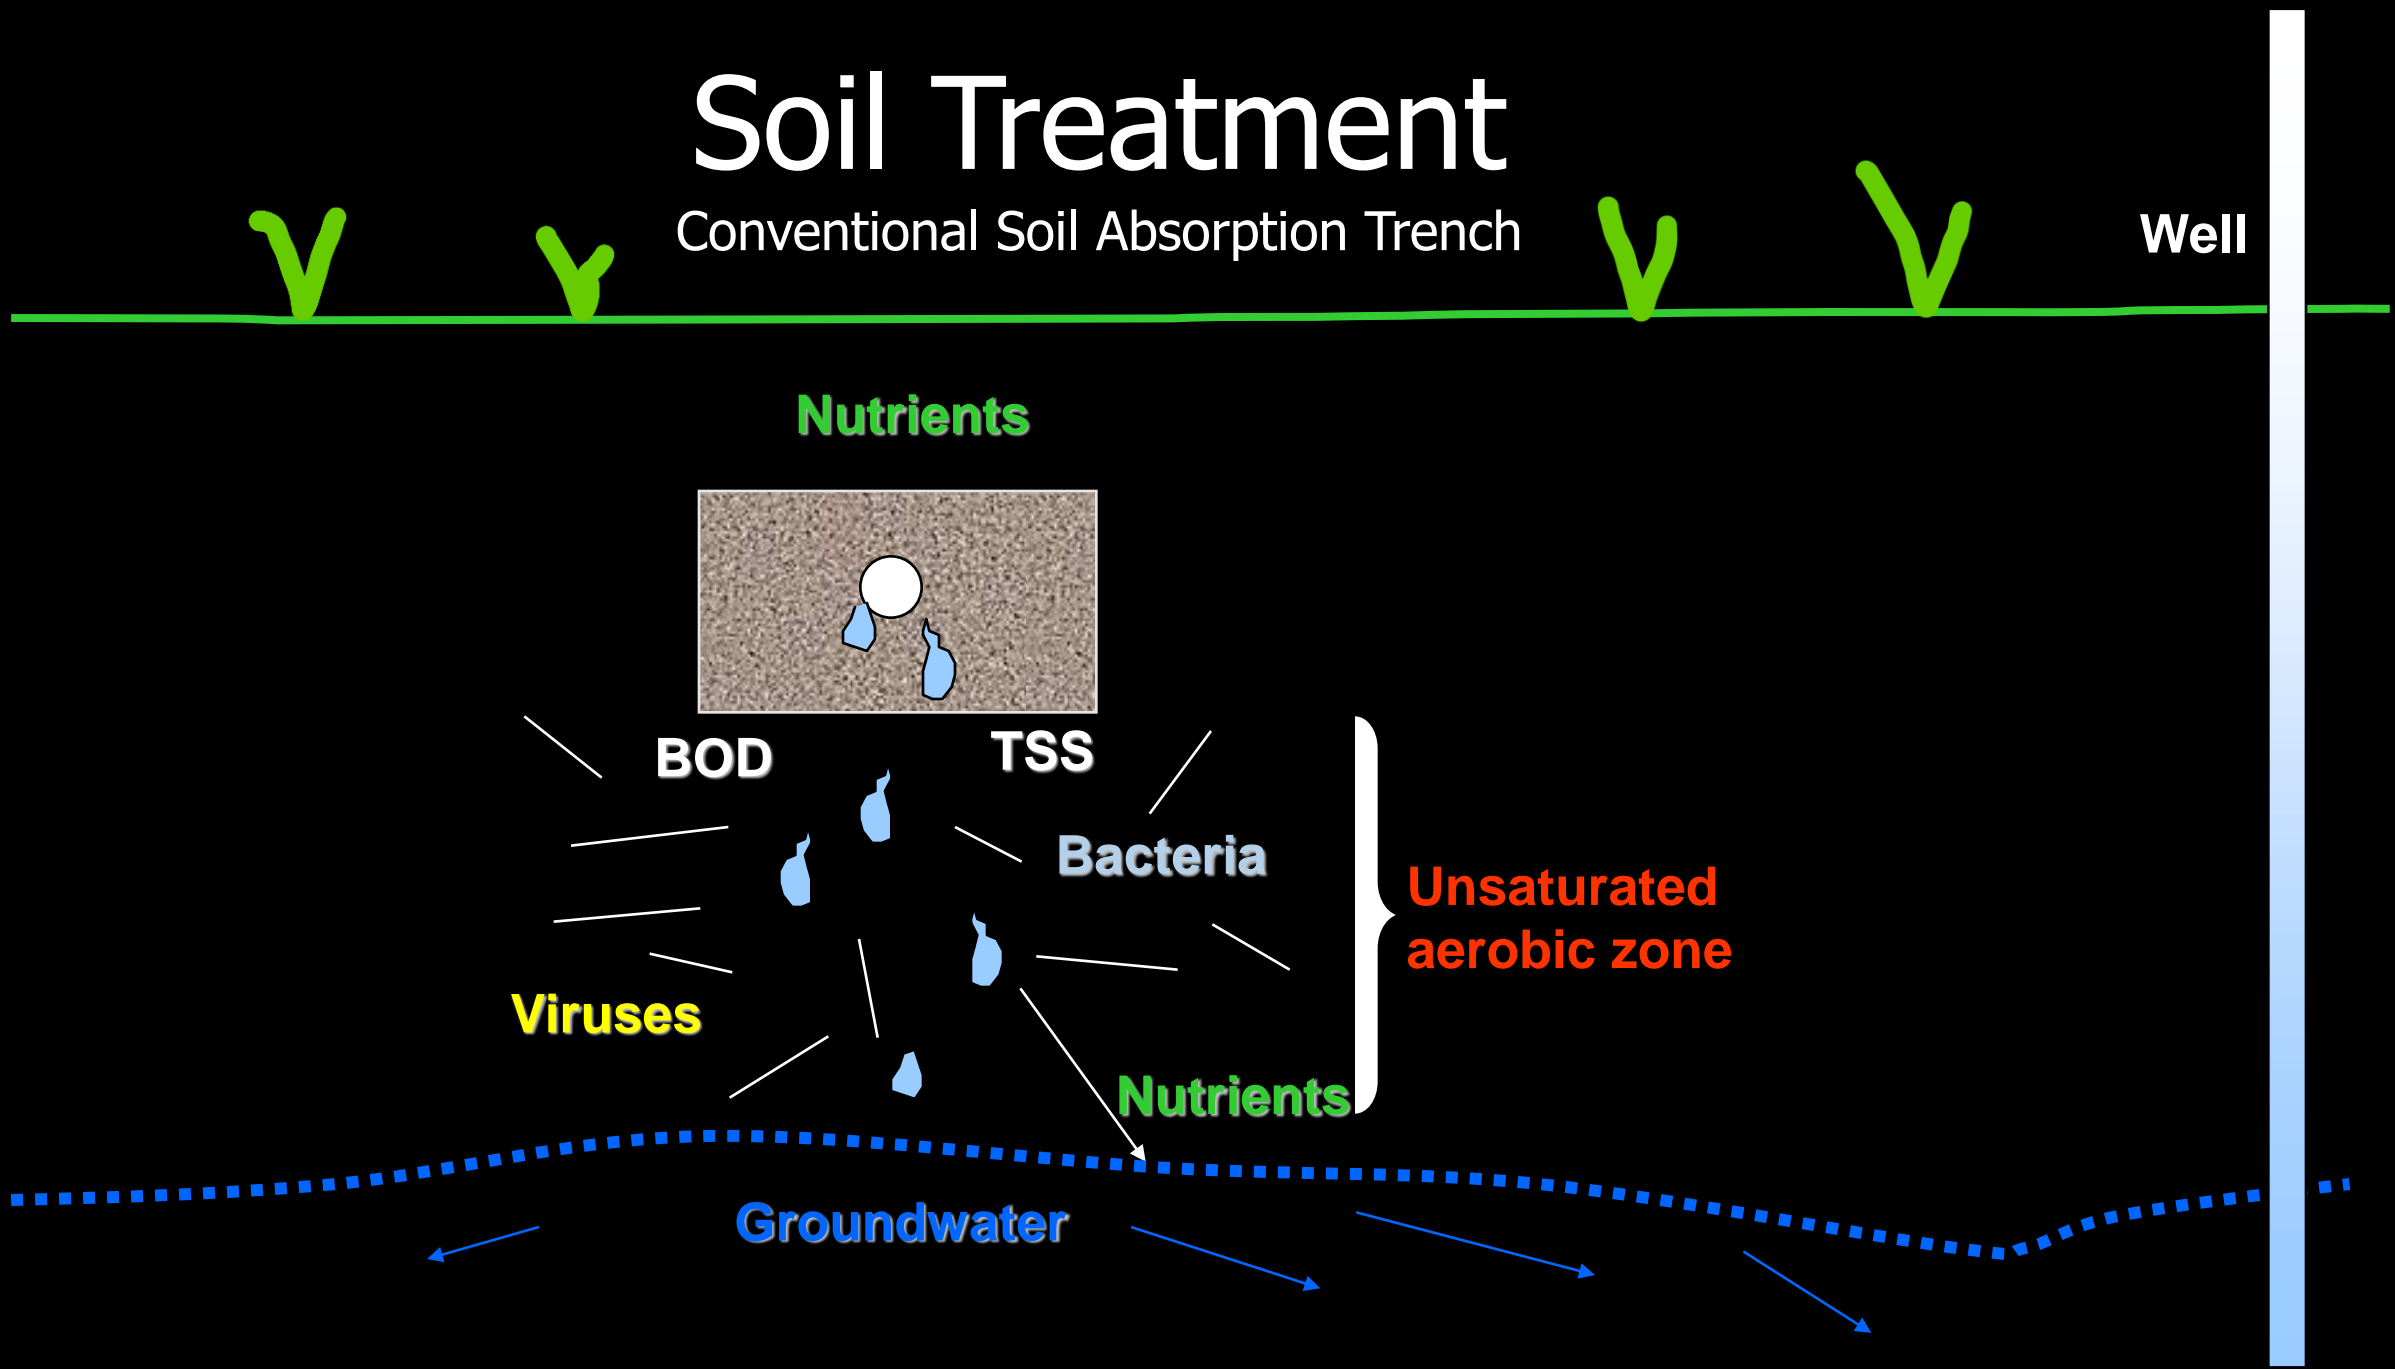 Soil Treatment
Conventional Soil Absorption Trench
Well
Nutrients
BOD
TSS
Bacteria
Unsaturated
aerobic zone
Viruses
Nutrients
Groundwater